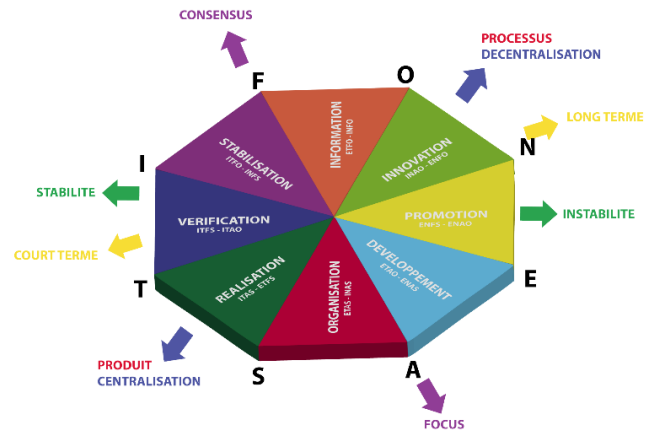 CONSENSUS
PROCESSUS
DECENTRALISATION
F
O
LONG TERME
N
INFORMATION
ETFO - INFO
STABILISATION
ITFO - INFS
INNOVATION
INAO - ENFO
I
STABILITE
VERIFICATION
ITFS - ITAO
PROMOTION
ENFS - ENAO
INSTABILITE
COURT TERME
REALISATION
ITAS - ETFS
ORGANISATION
ETAS - INAS
DEVELOPPEMENT
ETAO - ENAS
T
E
S
A
PRODUIT
CENTRALISATION
FOCUS